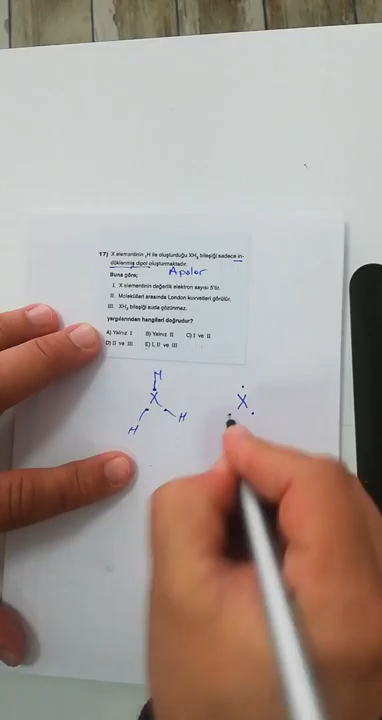 17) X elementinin ₁H ile oluşturduğu XH₃ bileşiği sadece in-
düklenmiş dipol oluşturmaktadır.
Apolar
Buna göre;
I. X elementinin değerlik elektron sayısı 5'tir.
II. Molekülleri arasında London kuvvetleri görülür.
III. XH₃ bileşiği suda çözünmez.
yargılarından hangileri doğrudur?
A) Yalnız I B) Yalnız II C) I ve II
D) II ve III E) I, II ve III
H
X X
H H